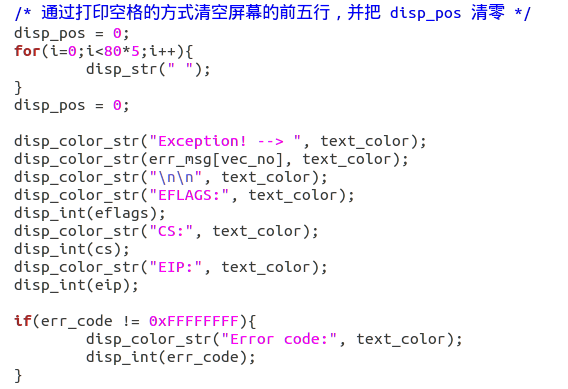 /* 通过打印空格的方式清空屏幕的前五行，并把 disp_pos 清零 */
disp_pos = 0;
for(i=0;i<80*5;i++){
        disp_str(" ");
}
disp_pos = 0;

disp_color_str("Exception! --> ", text_color);
disp_color_str(err_msg[vec_no], text_color);
disp_color_str("\n\n", text_color);
disp_color_str("EFLAGS:", text_color);
disp_int(eflags);
disp_color_str("CS:", text_color);
disp_int(cs);
disp_color_str("EIP:", text_color);
disp_int(eip);

if(err_code != 0xFFFFFFFF){
        disp_color_str("Error code:", text_color);
        disp_int(err_code);
}